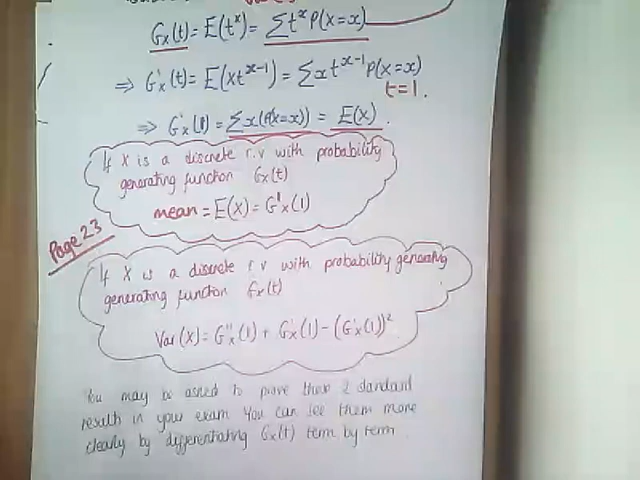 Gx(t) = E(t^x) = ∑t^x P(X=x)
⇒ G'x(t) = E(Xt^x-1) = ∑x t^x-1 P(X=x)
t=1.
⇒ G'x(1) = ∑x(P(X=x)) = E(X).
If X is a discrete r.v with probability
generating function Gx(t)
mean = E(X) = G'x(1)
Page 23
If X is a discrete r.v with probability generating
generating function Gx(t)
Var(X) = G''x(1) + G'x(1) - (G'x(1))²
You may be asked to prove these 2 standard
result in your exam You can see them more
clearly by differentiating Gx(t) term by term